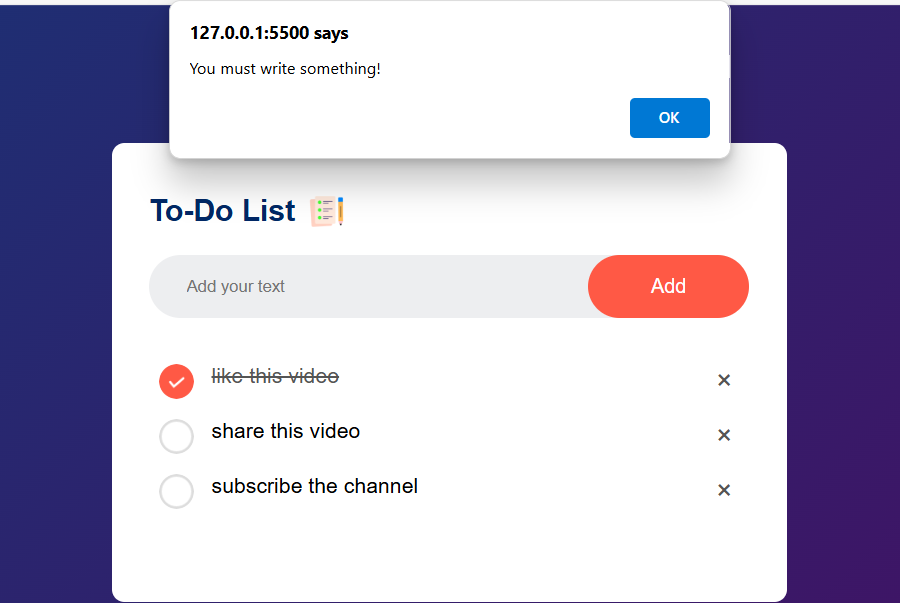 127.0.0.1:5500 says
You must write something!
OK
To-Do List
Add your text
Add
like this video
share this video
subscribe the channel